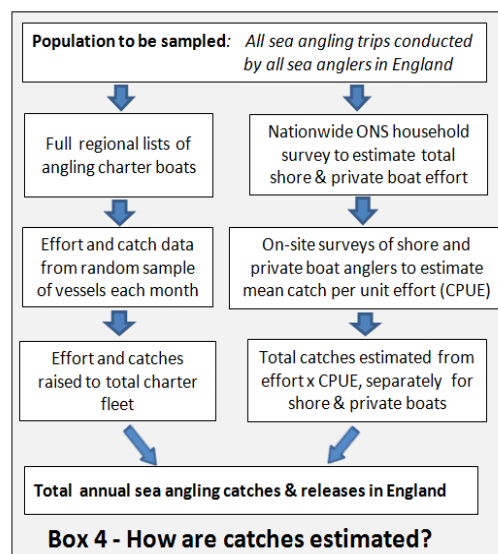 Population to be sampled: All sea angling trips conducted
by all sea anglers in England
Full regional lists of
angling charter boats
Effort and catch data
from random sample
of vessels each month
Effort and catches
raised to total charter
fleet
Nationwide ONS household
survey to estimate total
shore & private boat effort
On-site surveys of shore and
private boat anglers to estimate
mean catch per unit effort (CPUE)
Total catches estimated from
effort x CPUE, separately for
shore & private boats
Total annual sea angling catches & releases in England
Box 4 - How are catches estimated?